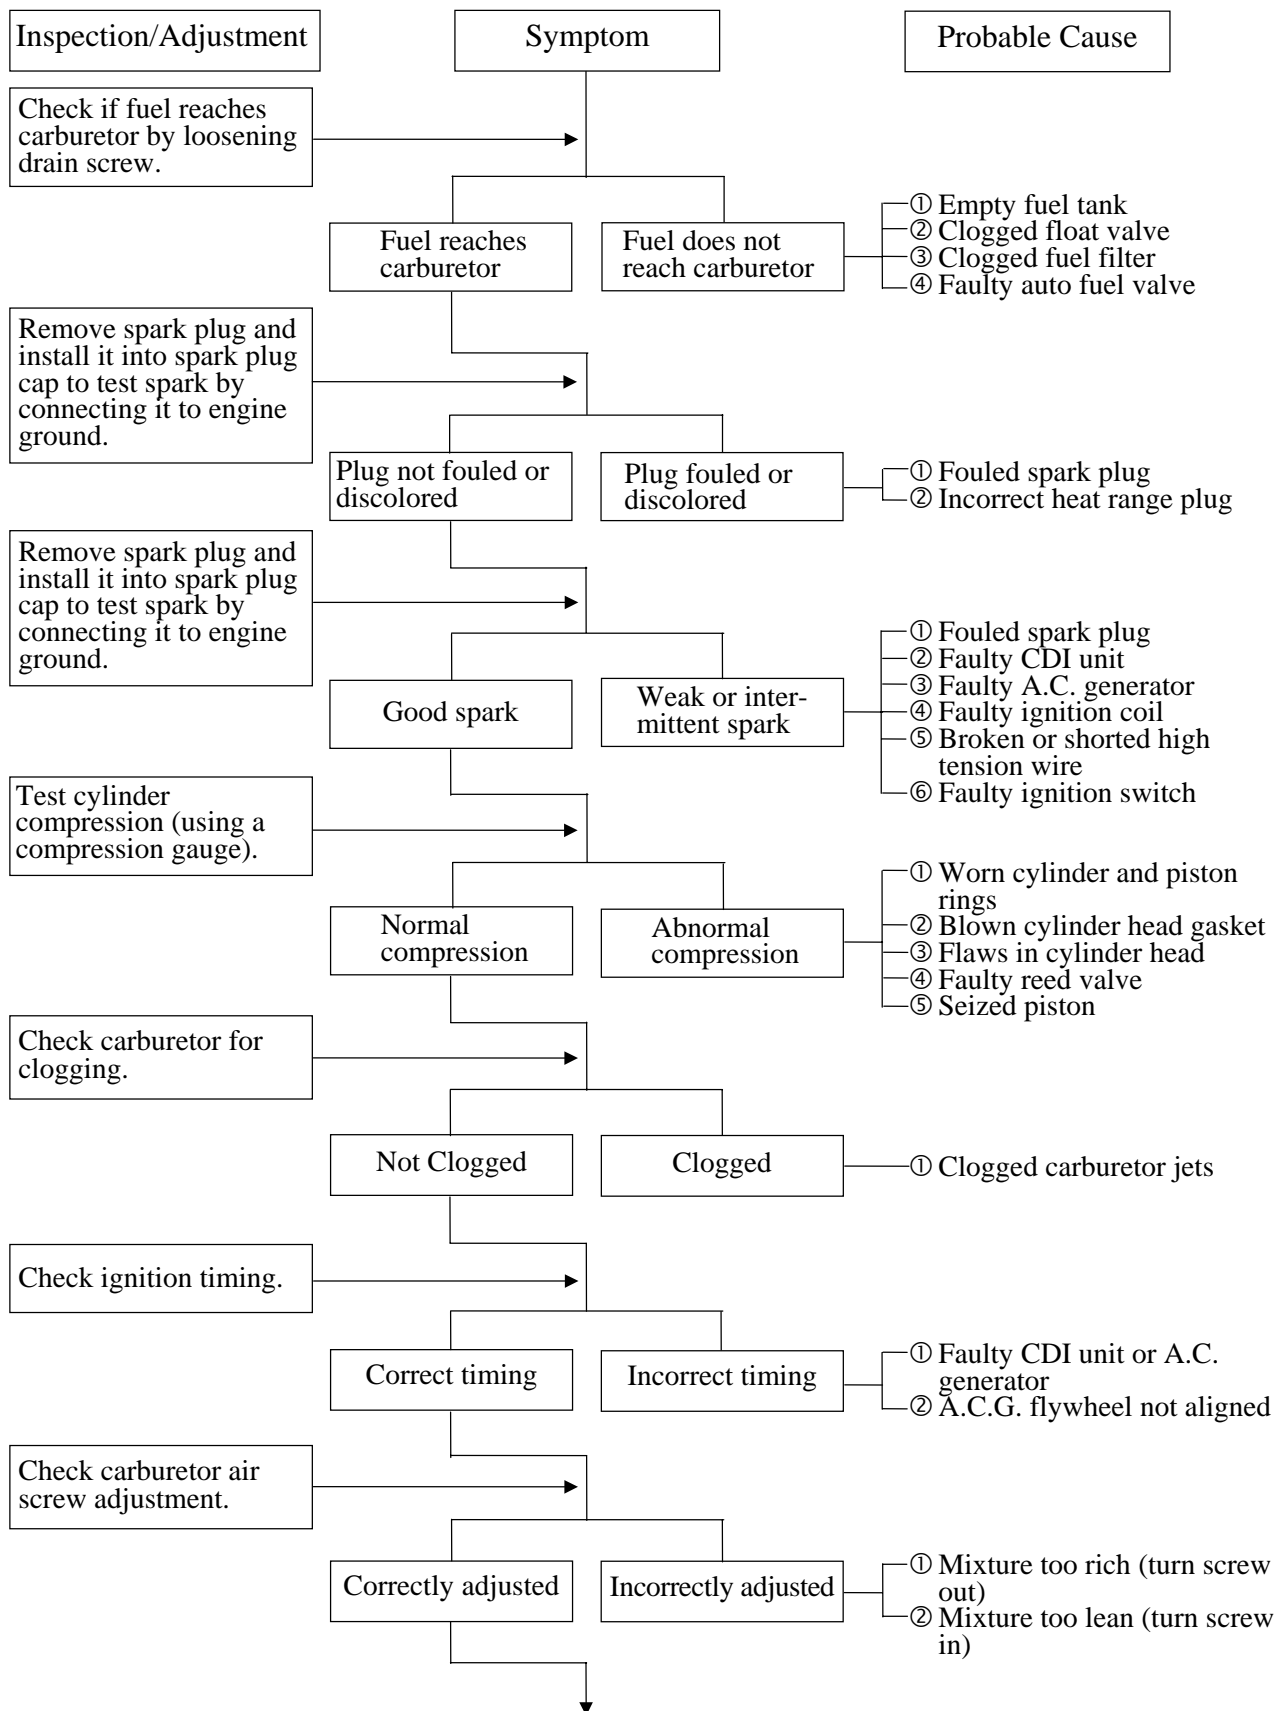 Inspection/Adjustment
Symptom
Probable Cause
Check if fuel reaches
carburetor by loosening
drain screw.
Fuel reaches
carburetor
Fuel does not
reach carburetor
① Empty fuel tank
② Clogged float valve
③ Clogged fuel filter
④ Faulty auto fuel valve
Remove spark plug and
install it into spark plug
cap to test spark by
connecting it to engine
ground.
Plug not fouled or
discolored
Plug fouled or
discolored
① Fouled spark plug
② Incorrect heat range plug
Remove spark plug and
install it into spark plug
cap to test spark by
connecting it to engine
ground.
Good spark
Weak or inter-
mittent spark
① Fouled spark plug
② Faulty CDI unit
③ Faulty A.C. generator
④ Faulty ignition coil
⑤ Broken or shorted high
tension wire
⑥ Faulty ignition switch
Test cylinder
compression (using a
compression gauge).
Normal
compression
Abnormal
compression
① Worn cylinder and piston
rings
② Blown cylinder head gasket
③ Flaws in cylinder head
④ Faulty reed valve
⑤ Seized piston
Check carburetor for
clogging.
Not Clogged
Clogged
① Clogged carburetor jets
Check ignition timing.
Correct timing
Incorrect timing
① Faulty CDI unit or A.C.
generator
② A.C.G. flywheel not aligned
Check carburetor air
screw adjustment.
Correctly adjusted
Incorrectly adjusted
① Mixture too rich (turn screw
out)
② Mixture too lean (turn screw
in)